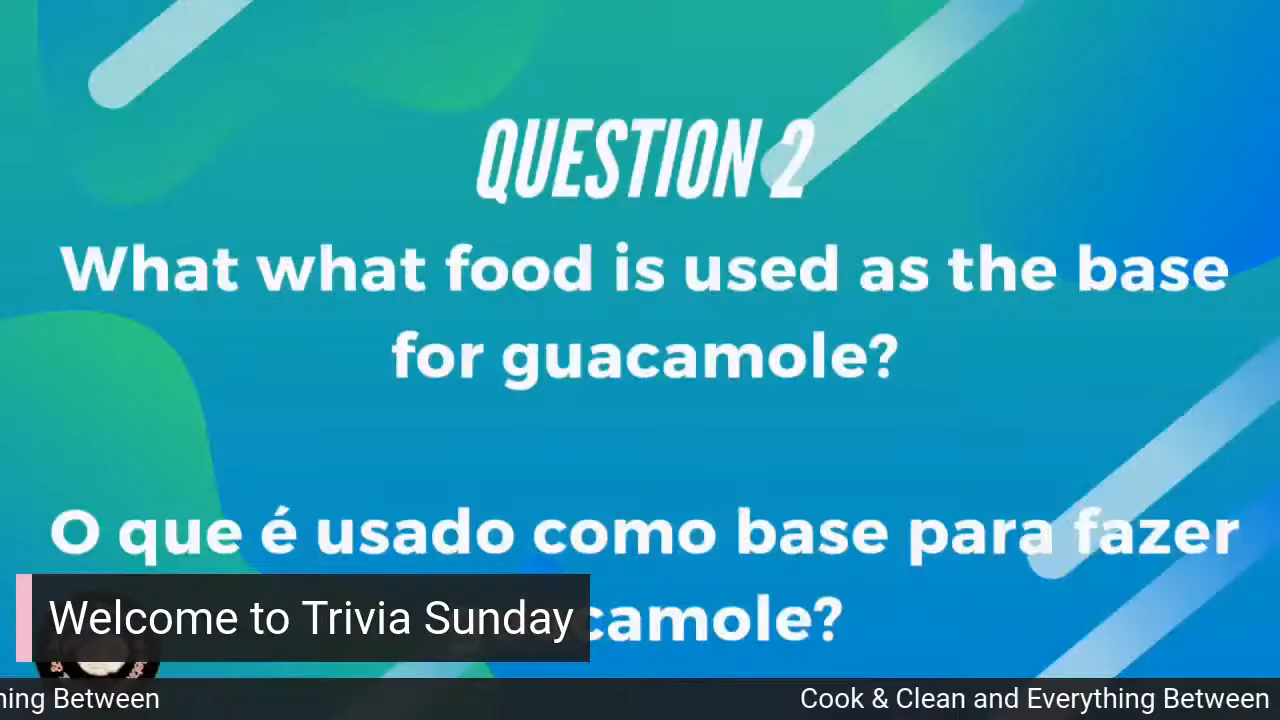 QUESTION 2
What what food is used as the base
for guacamole?
O que é usado como base para fazer
camole?
Welcome to Trivia Sunday
hing Between
Cook & Clean and Everything Between